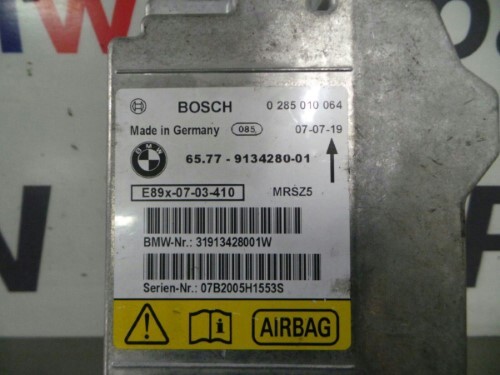 BOSCH 0 285 010 064
Made in Germany 085 07-07-19
BMW
65.77 - 9134280-01
E89x-07-03-410 MRSZ5
BMW-Nr.: 31913428001W
Serien-Nr.: 07B2005H1553S
AIRBAG